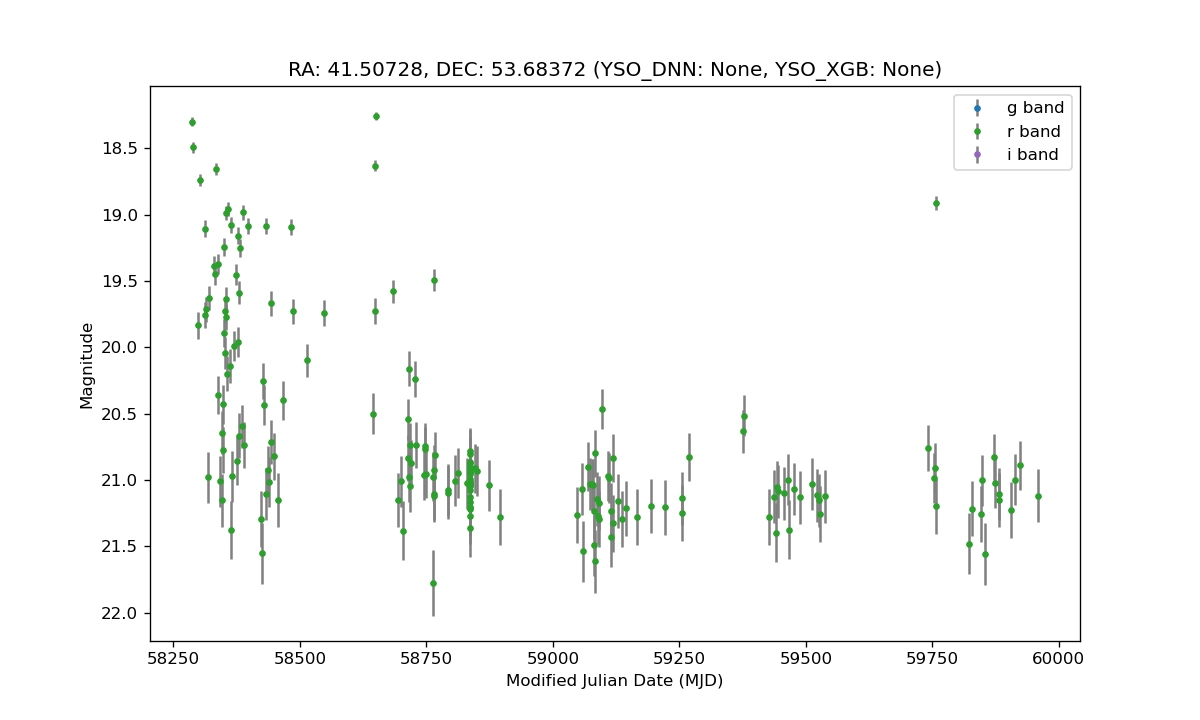 RA: 41.50728, DEC: 53.68372 (YSO_DNN: None, YSO_XGB: None)
g band
r band
i band
18.5
19.0
19.5
20.0
20.5
21.0
21.5
22.0
Magnitude
58250 58500 58750 59000 59250 59500 59750 60000
Modified Julian Date (MJD)